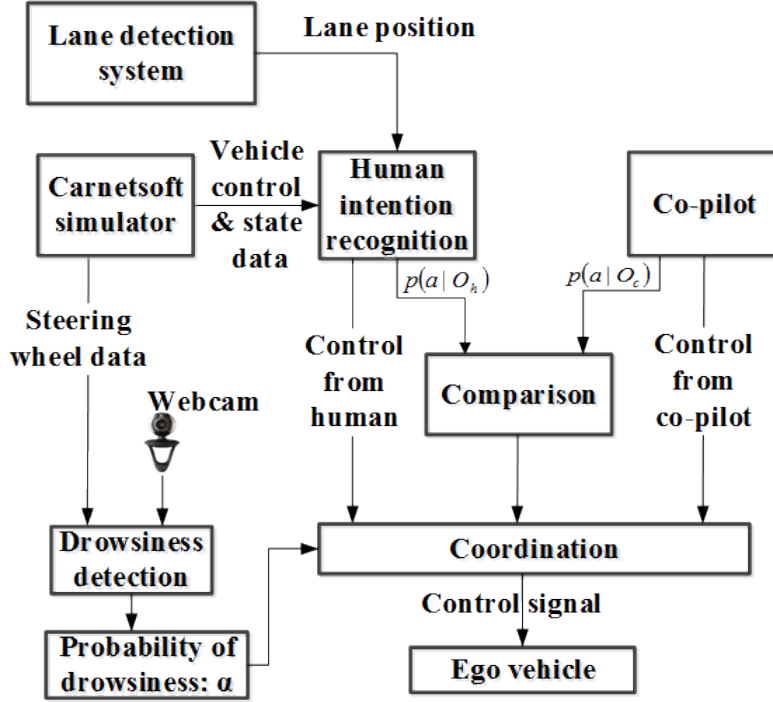 Lane detection
system
Lane position
Carnetsoft
simulator
Vehicle
control
& state
data
Human
intention
recognition
Co-pilot
p(a | O_h)
p(a | O_c)
Steering
wheel data
Webcam
Control
from
human
Comparison
Control
from
co-pilot
Drowsiness
detection
Coordination
Probability of
drowsiness: α
Control signal
Ego vehicle